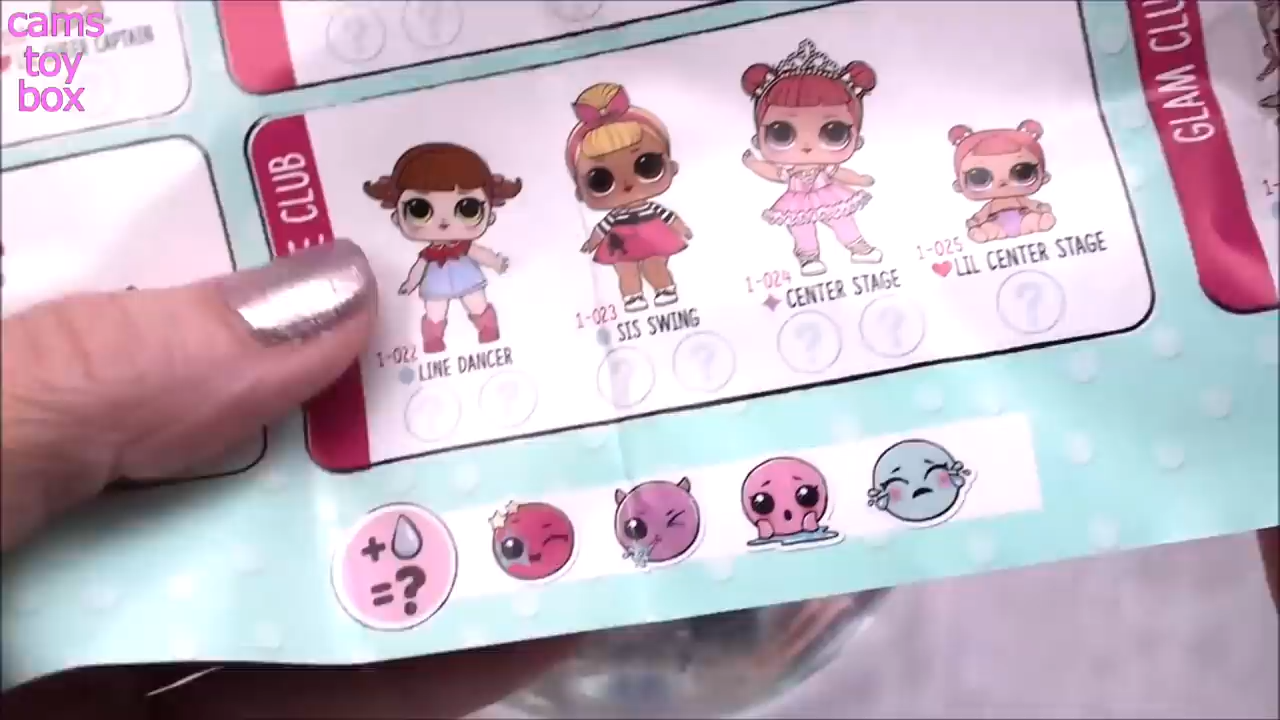 cams
toy
box
CAPTAIN
CLUB
GLAM CLU
1-022
LINE DANCER
1-023
SIS SWING
1-024
CENTER STAGE
1-025
LIL CENTER STAGE
? ? ? ? ? ? ?
+
=?